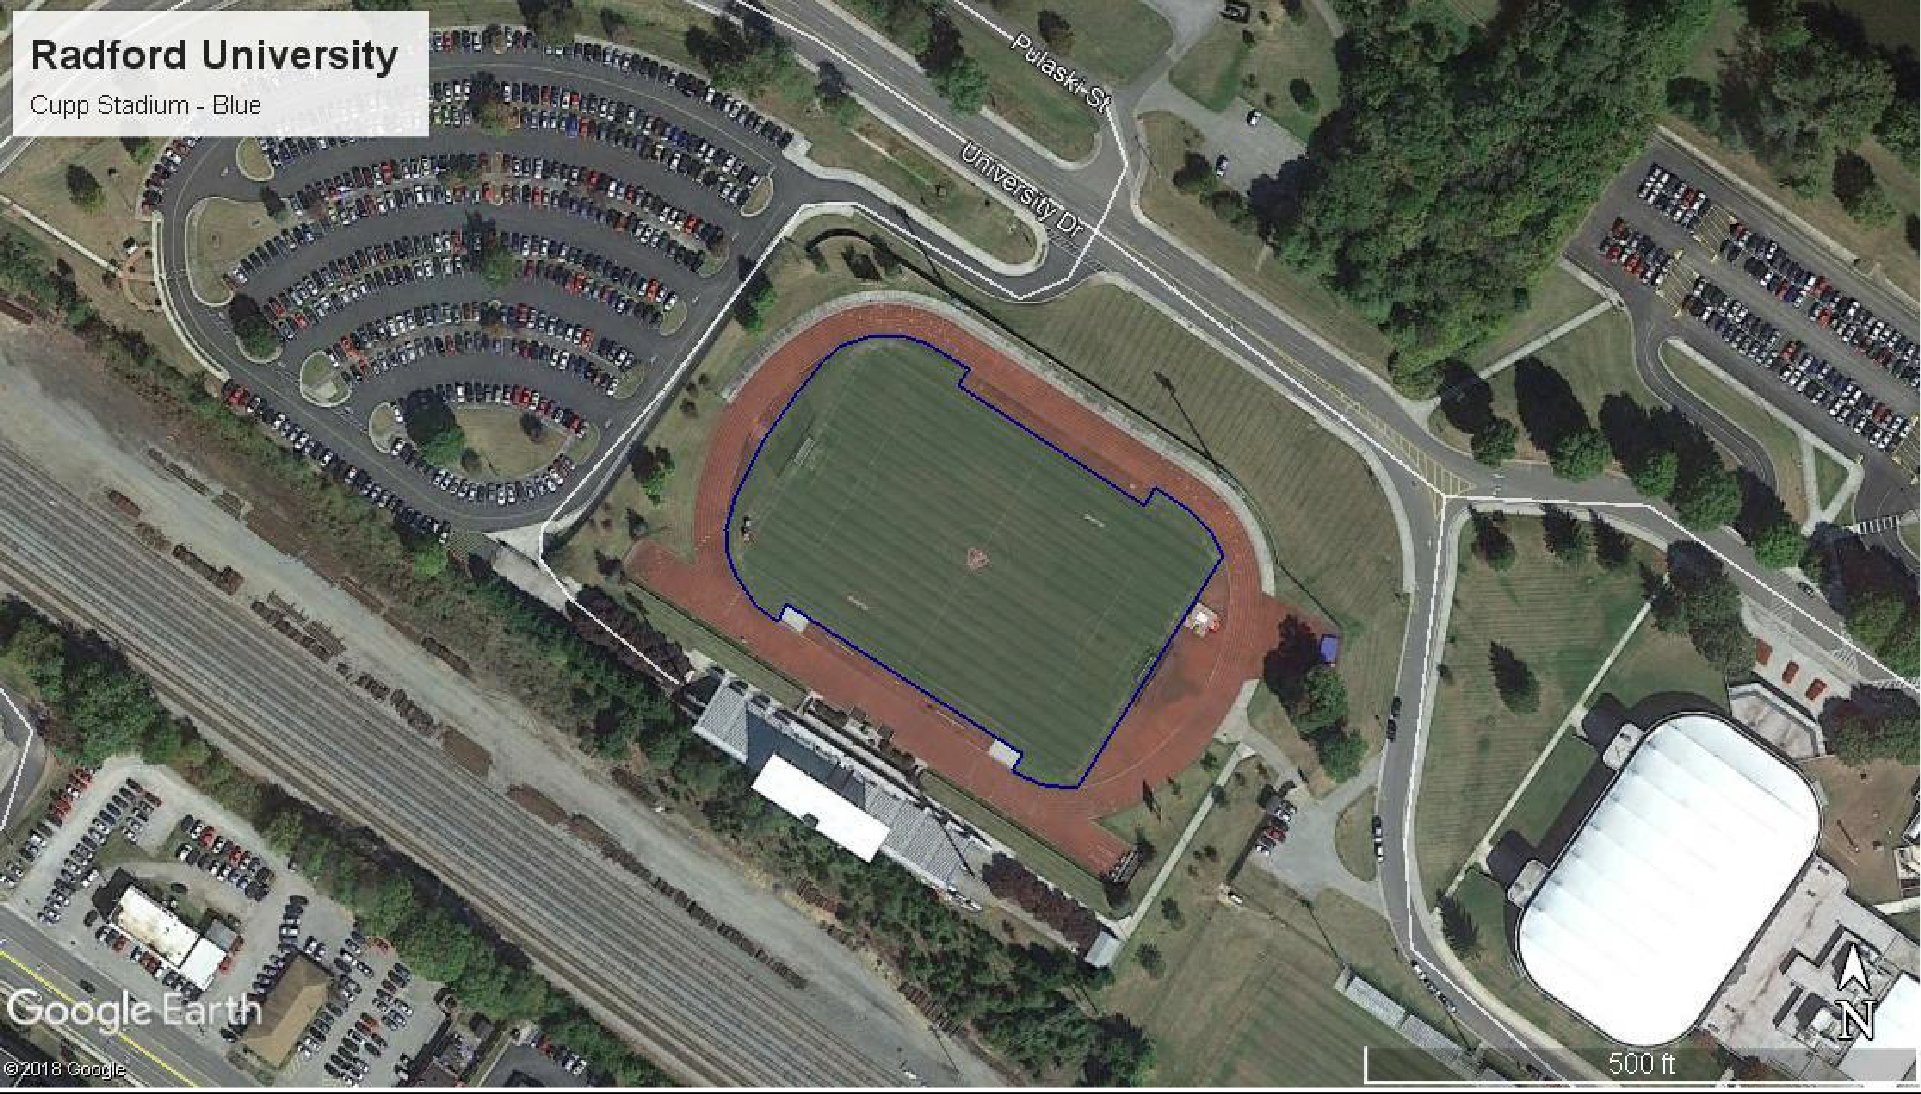 Radford University
Cupp Stadium - Blue
Pulaski St
University Dr
Google Earth
N
500 ft
©2018 Google